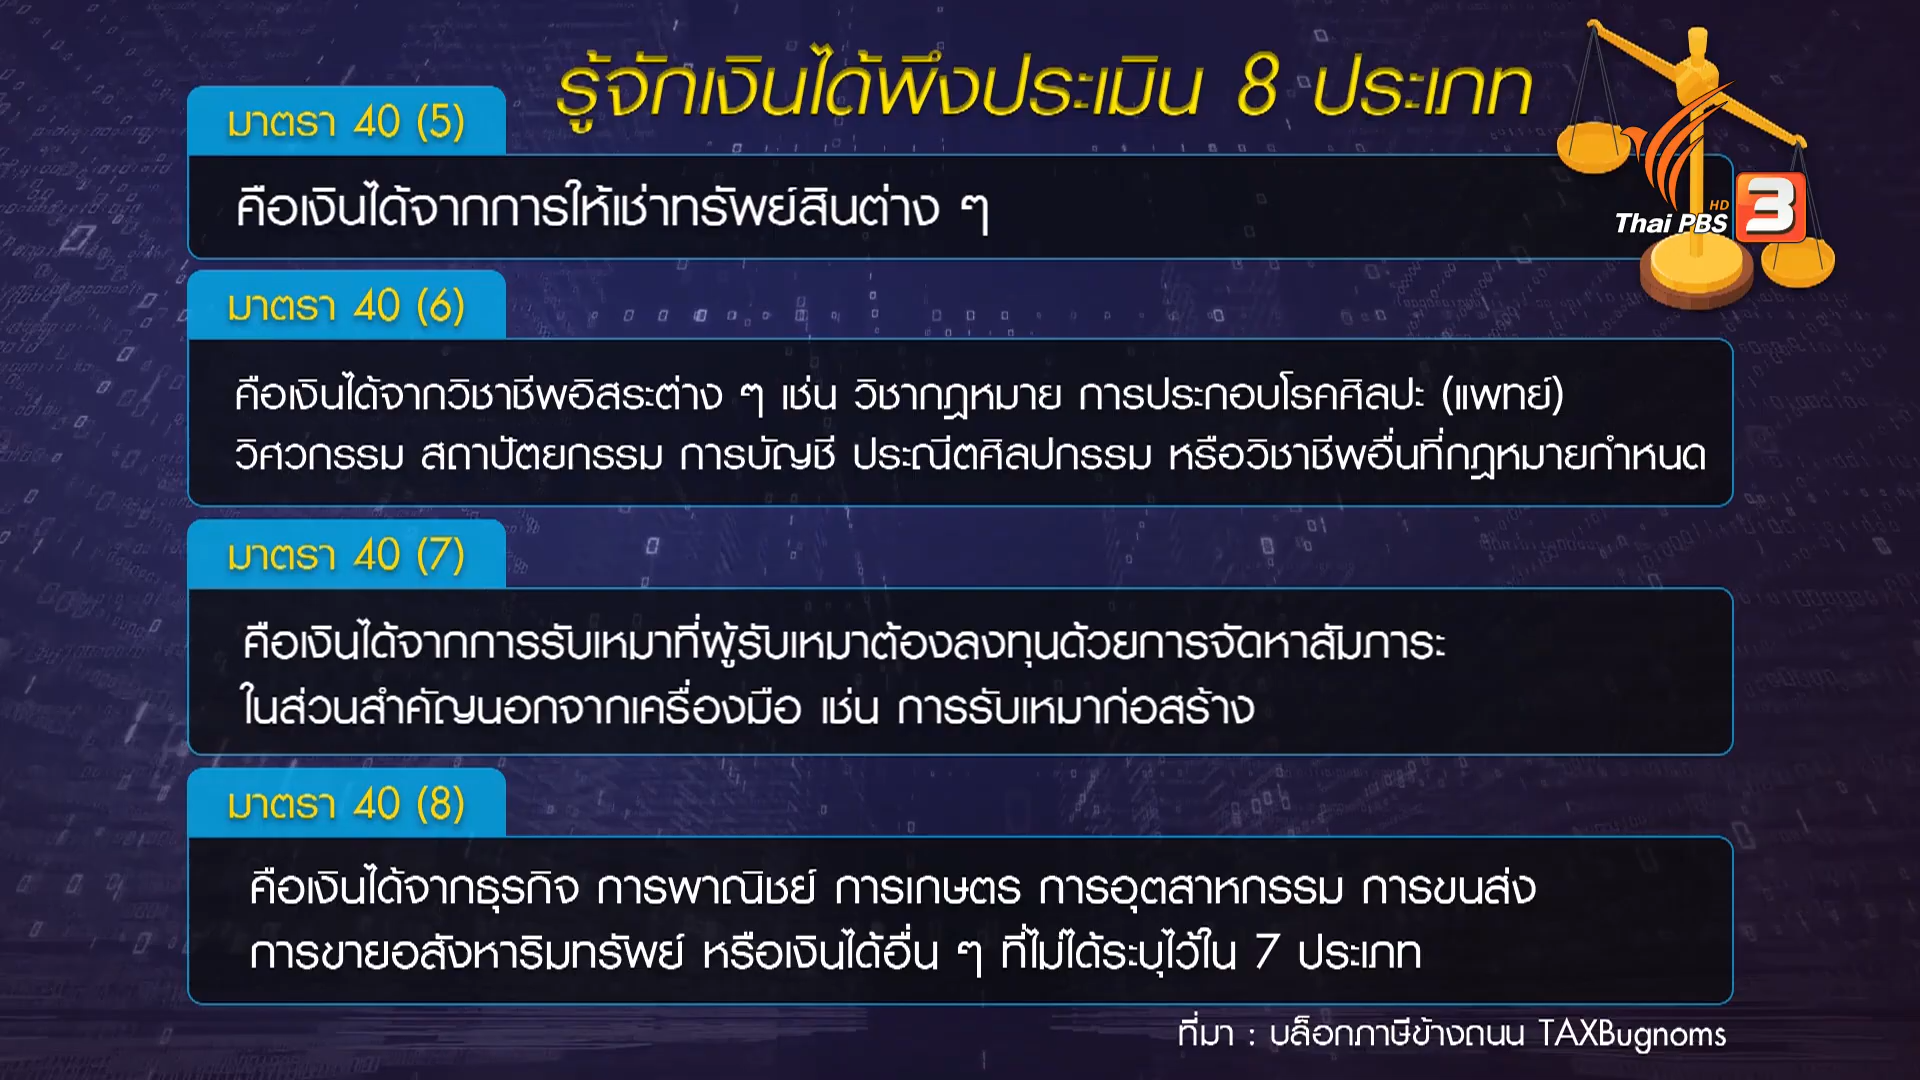 รู้จักเงินได้พึงประเมิน 8 ประเภท
มาตรา 40 (5)
คือเงินได้จากการให้เช่าทรัพย์สินต่าง ๆ
HD
Thai PBS 3
มาตรา 40 (6)
คือเงินได้จากวิชาชีพอิสระต่าง ๆ เช่น วิชากฎหมาย การประกอบโรคศิลปะ (แพทย์)
วิศวกรรม สถาปัตยกรรม การบัญชี ประณีตศิลปกรรม หรือวิชาชีพอื่นที่กฎหมายกำหนด
มาตรา 40 (7)
คือเงินได้จากการรับเหมาที่ผู้รับเหมาต้องลงทุนด้วยการจัดหาสัมภาระ
ในส่วนสำคัญนอกจากเครื่องมือ เช่น การรับเหมาก่อสร้าง
มาตรา 40 (8)
คือเงินได้จากธุรกิจ การพาณิชย์ การเกษตร การอุตสาหกรรม การขนส่ง
การขายอสังหาริมทรัพย์ หรือเงินได้อื่น ๆ ที่ไม่ได้ระบุไว้ใน 7 ประเภท
ที่มา : บล็อกภาษีข้างถนน TAXBugnoms